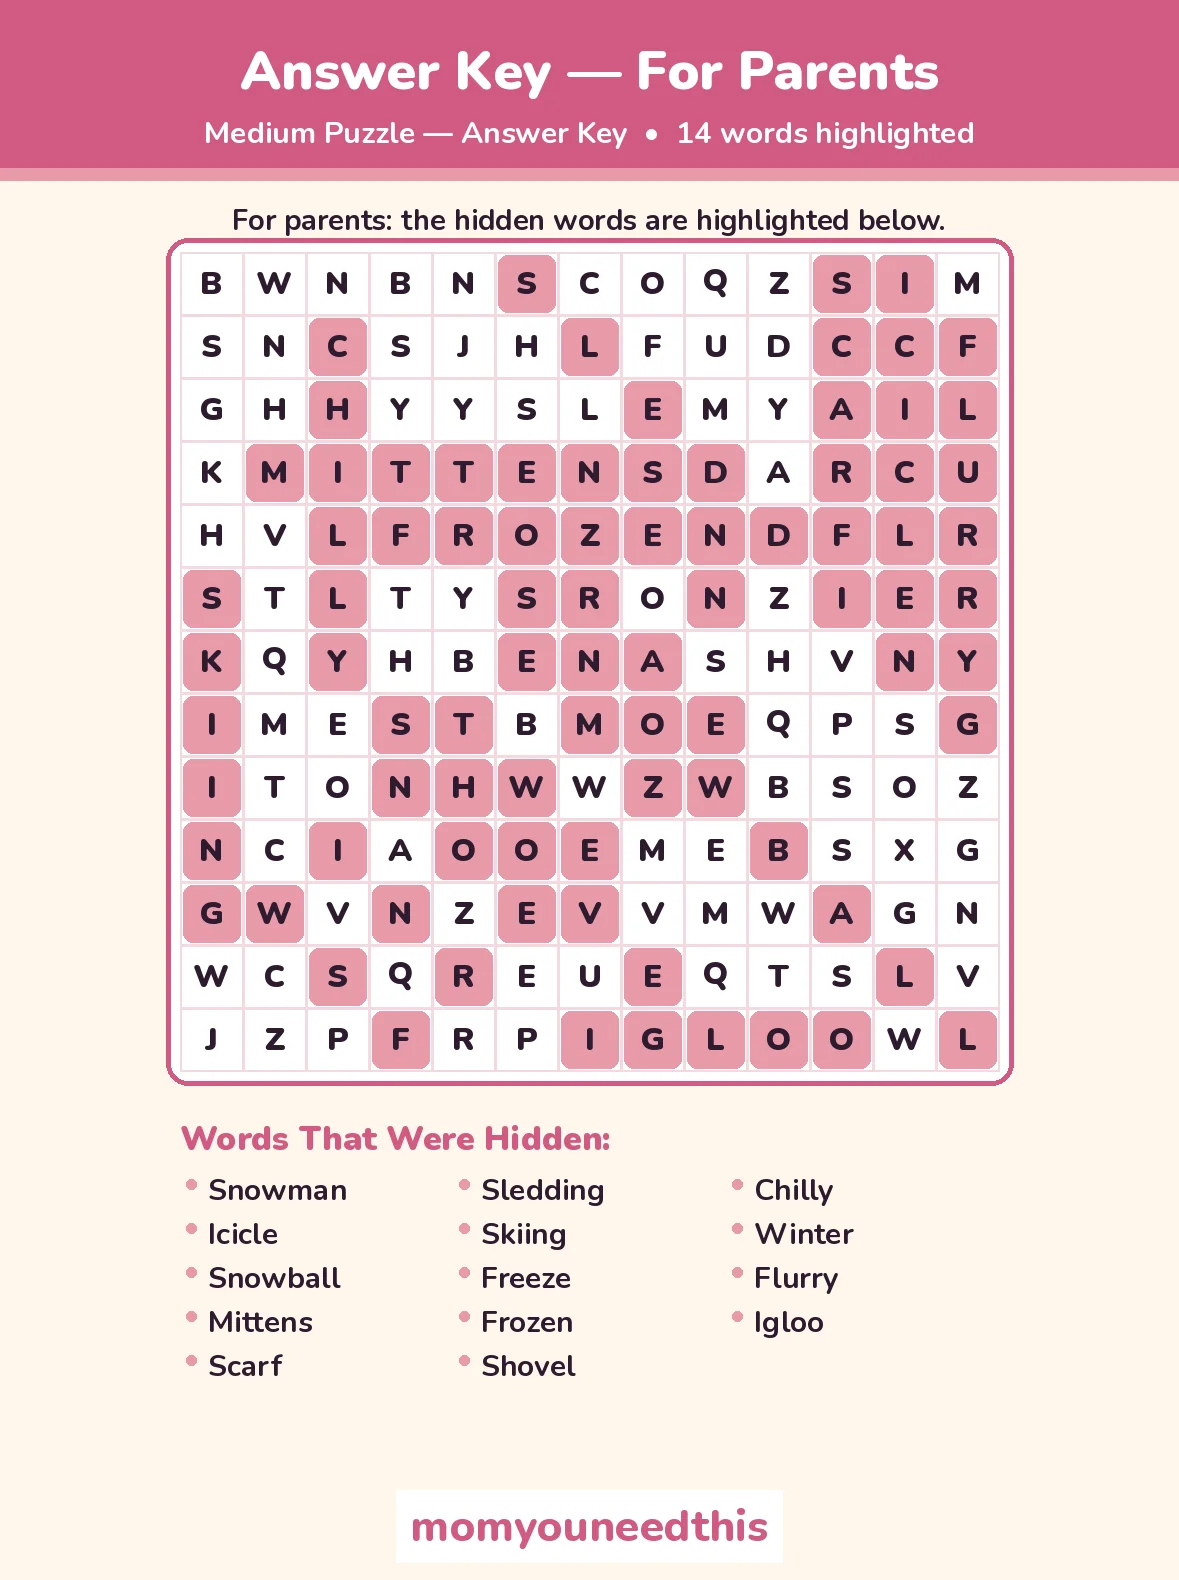 Answer Key — For Parents
Medium Puzzle — Answer Key • 14 words highlighted
For parents: the hidden words are highlighted below.
B W N B N S C O Q Z S I M
S N C S J H L F U D C C F
G H H Y Y S L E M Y A I L
K M I T T E N S D A R C U
H V L F R O Z E N D F L R
S T L T Y S R O N Z I E R
K Q Y H B E N A S H V N Y
I M E S T B M O E Q P S G
I T O N H W W Z W B S O Z
N C I A O O E M E B S X G
G W V N Z E V V M W A G N
W C S Q R E U E Q T S L V
J Z P F R P I G L O O W L
Words That Were Hidden:
• Snowman • Sledding • Chilly
• Icicle • Skiing • Winter
• Snowball • Freeze • Flurry
• Mittens • Frozen • Igloo
• Scarf • Shovel
momyouneedthis